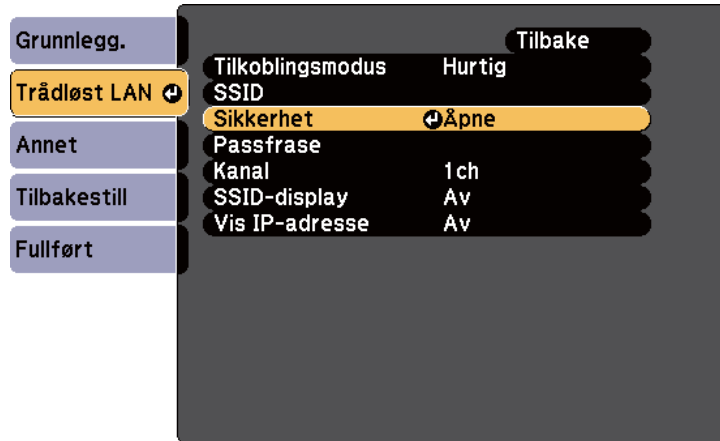 Grunnlegg.
Trådløst LAN
Annet
Tilbakestill
Fullført
Tilbake
Tilkoblingsmodus Hurtig
SSID
Sikkerhet Åpne
Passfrase
Kanal 1ch
SSID-display Av
Vis IP-adresse Av